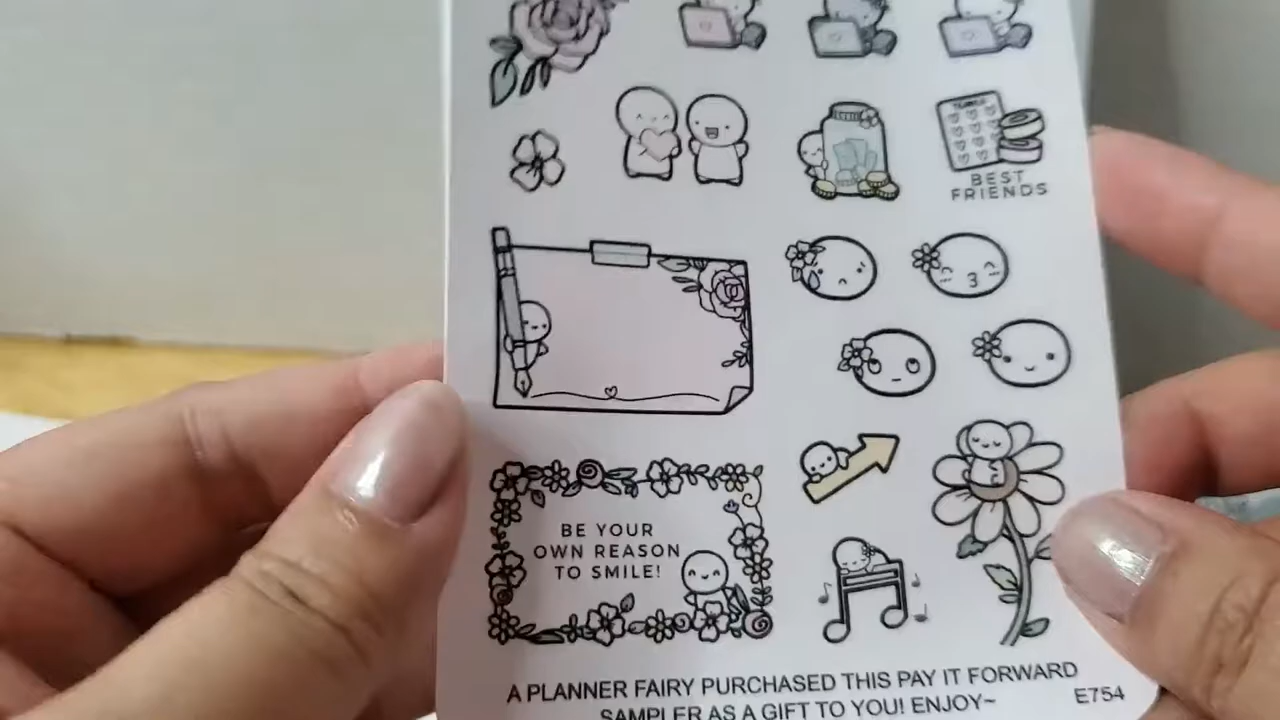 BEST
FRIENDS
BE YOUR
OWN REASON
TO SMILE!
A PLANNER FAIRY PURCHASED THIS PAY IT FORWARD
SAMPLER AS A GIFT TO YOU! ENJOY~
E754